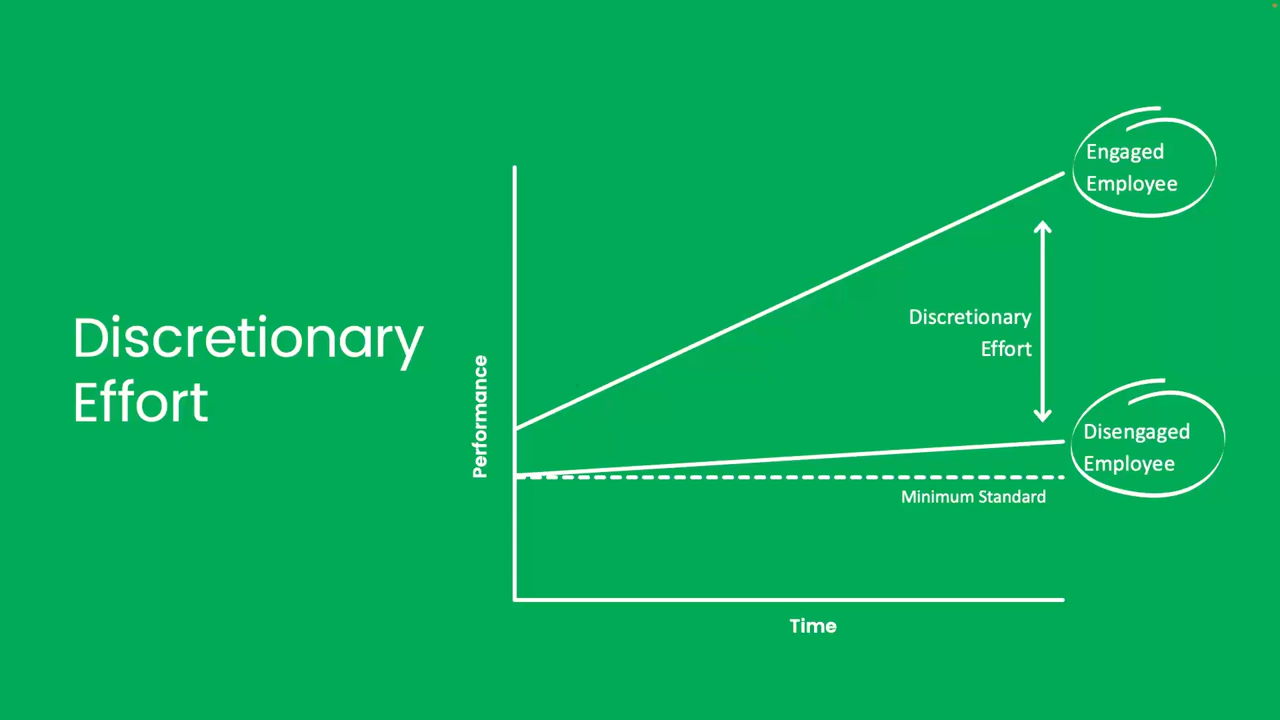 Discretionary
Effort
Performance
Engaged
Employee
Discretionary
Effort
Disengaged
Employee
Minimum Standard
Time